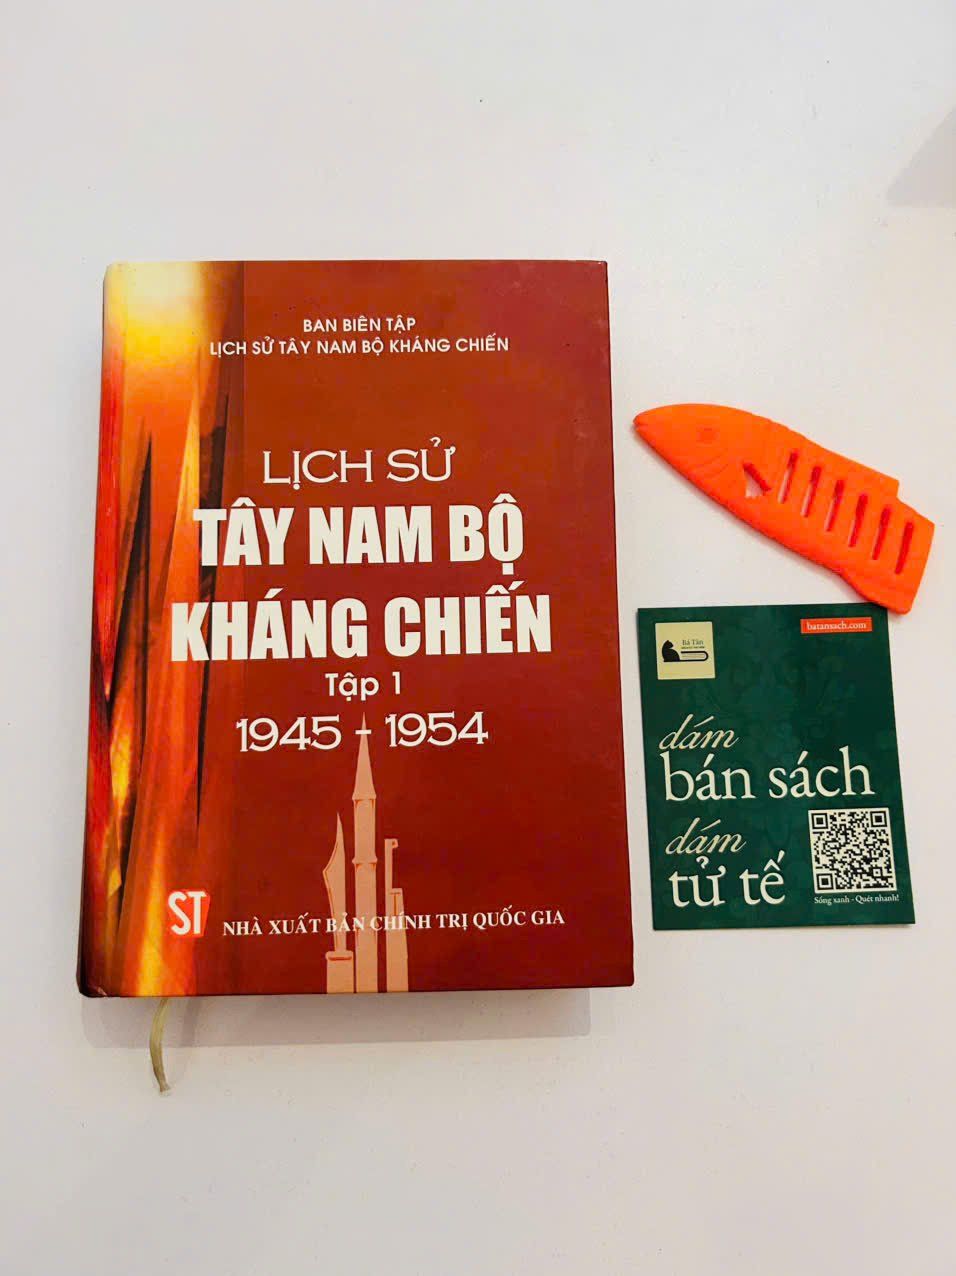 BAN BIÊN TẬP
LỊCH SỬ TÂY NAM BỘ KHÁNG CHIẾN
LỊCH SỬ
TÂY NAM BỘ
KHÁNG CHIẾN
Tập 1
1945 - 1954
ST
NHÀ XUẤT BẢN CHÍNH TRỊ QUỐC GIA
Bá Tân
batansach.com
dám
bán sách
dám
tử tế
Sống xanh - Quét nhanh!